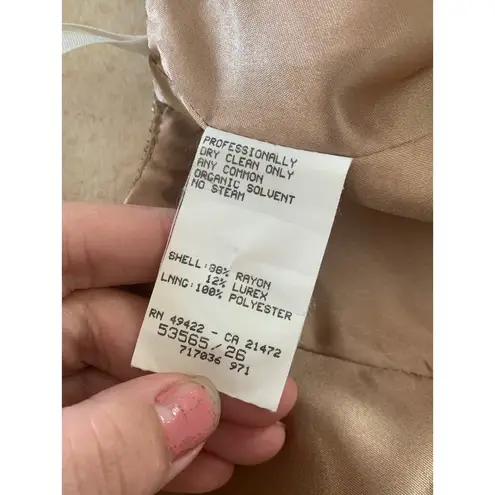 PROFESSIONALLY
DRY CLEAN ONLY
ANY COMMON
ORGANIC SOLVENT
NO STEAM
SHELL:88% RAYON
12% LUREX
LNNG:100% POLYESTER
RN 49422 - CA 21472
53565/26
717036 971